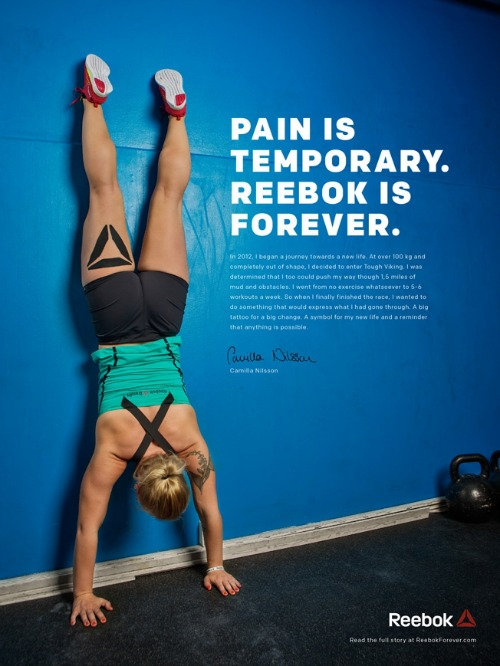 PAIN IS
TEMPORARY.
REEBOK IS
FOREVER.
In 2012, I began a journey towards a new life. At over 100 kg and
completely out of shape, I decided to enter Tough Viking. I was
determined that I too could push my way though 1,5 miles of
mud and obstacles. I went from no exercise whatsoever to 5-6
workouts a week. So when I finally finished the race, I wanted to
do something that would express what I had gone through. A big
tattoo for a big change. A symbol for my new life and a reminder
that anything is possible.
Camilla Nilsson
Camilla Nilsson
Reebok
Read the full story at ReebokForever.com